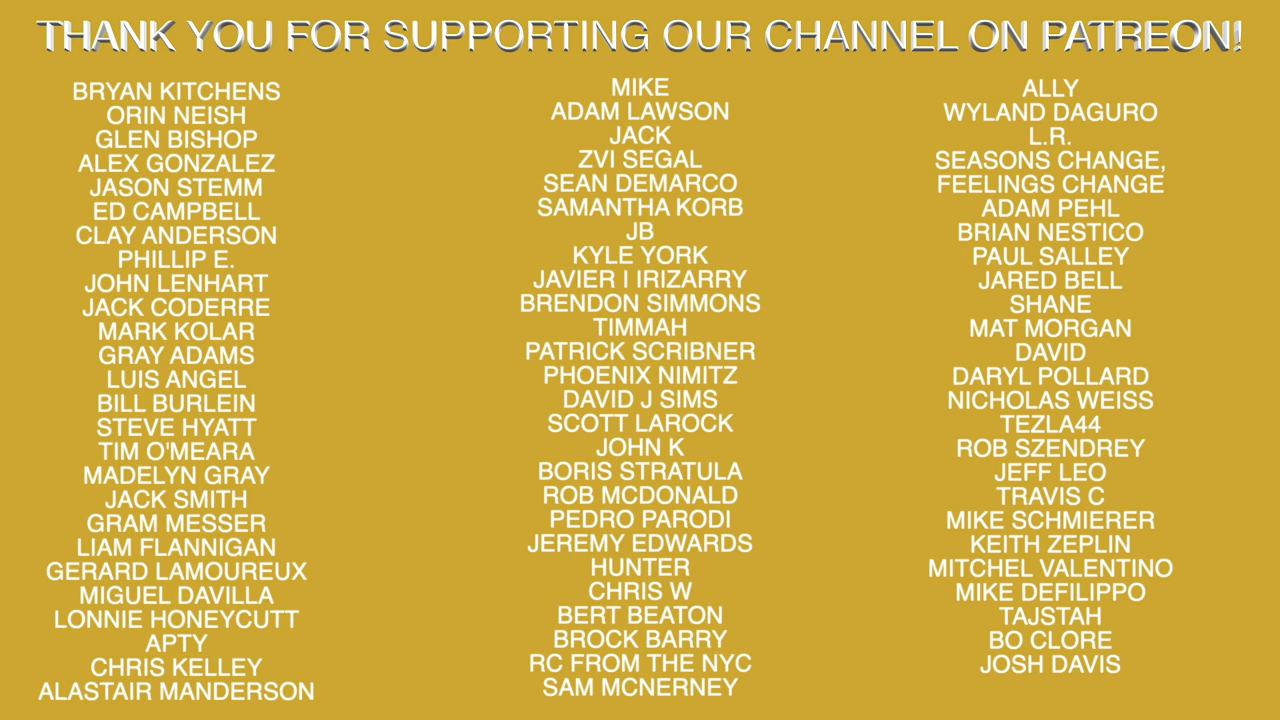 THANK YOU FOR SUPPORTING OUR CHANNEL ON PATREON!
BRYAN KITCHENS
ORIN NEISH
GLEN BISHOP
ALEX GONZALEZ
JASON STEMM
ED CAMPBELL
CLAY ANDERSON
PHILLIP E.
JOHN LENHART
JACK CODERRE
MARK KOLAR
GRAY ADAMS
LUIS ANGEL
BILL BURLEIN
STEVE HYATT
TIM O'MEARA
MADELYN GRAY
JACK SMITH
GRAM MESSER
LIAM FLANNIGAN
GERARD LAMOUREUX
MIGUEL DAVILLA
LONNIE HONEYCUTT
APTY
CHRIS KELLEY
ALASTAIR MANDERSON
MIKE
ADAM LAWSON
JACK
ZVI SEGAL
SEAN DEMARCO
SAMANTHA KORB
JB
KYLE YORK
JAVIER I IRIZARRY
BRENDON SIMMONS
TIMMAH
PATRICK SCRIBNER
PHOENIX NIMITZ
DAVID J SIMS
SCOTT LAROCK
JOHN K
BORIS STRATULA
ROB MCDONALD
PEDRO PARODI
JEREMY EDWARDS
HUNTER
CHRIS W
BERT BEATON
BROCK BARRY
RC FROM THE NYC
SAM MCNERNEY
ALLY
WYLAND DAGURO
L.R.
SEASONS CHANGE,
FEELINGS CHANGE
ADAM PEHL
BRIAN NESTICO
PAUL SALLEY
JARED BELL
SHANE
MAT MORGAN
DAVID
DARYL POLLARD
NICHOLAS WEISS
TEZLA44
ROB SZENDREY
JEFF LEO
TRAVIS C
MIKE SCHMIERER
KEITH ZEPLIN
MITCHEL VALENTINO
MIKE DEFILIPPO
TAJSTAH
BO CLORE
JOSH DAVIS